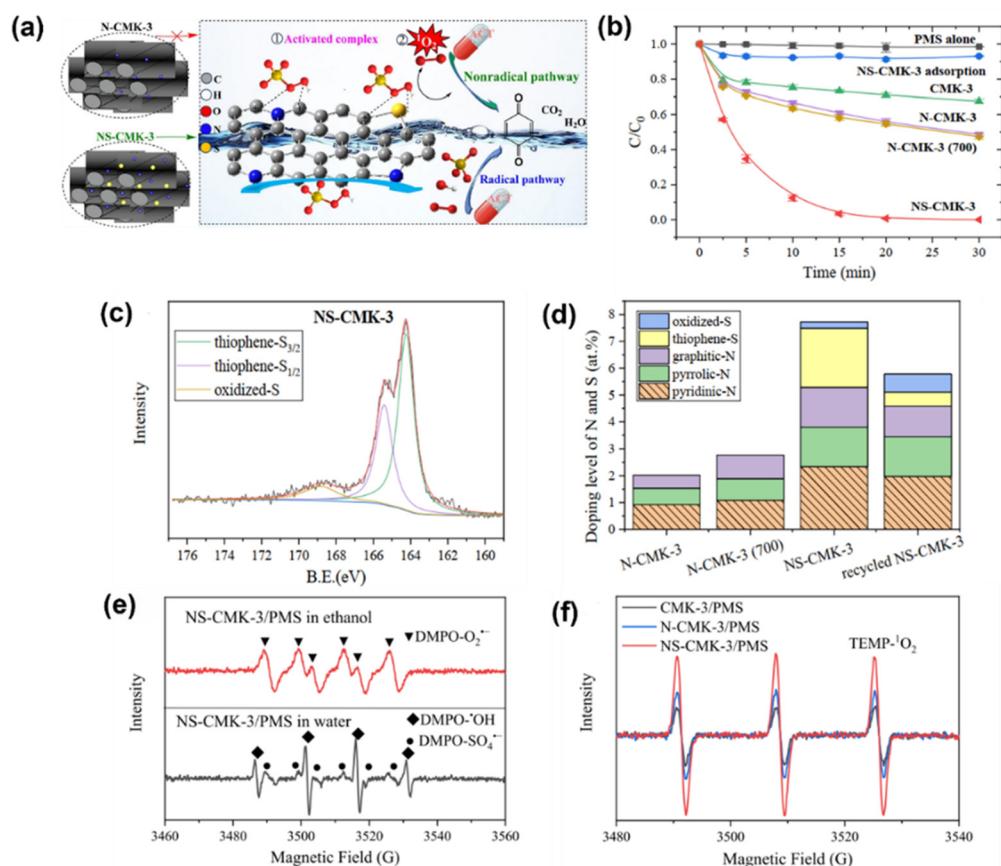 (a)
N-CMK-3
NS-CMK-3
① Activated complex
② ¹O₂
ACT
Nonradical pathway
C
H
O
N
S
CO₂
H₂O
Radical pathway
ACT
(b)
C/C₀
1.0
0.8
0.6
0.4
0.2
0.0
PMS alone
NS-CMK-3 adsorption
CMK-3
N-CMK-3
N-CMK-3 (700)
NS-CMK-3
0 5 10 15 20 25 30
Time (min)
(c)
NS-CMK-3
thiophene-S3/2
thiophene-S1/2
oxidized-S
Intensity
176 174 172 170 168 166 164 162 160
B.E.(eV)
(d)
Doping level of N and S (at.%)
8
7
6
5
4
3
2
1
0
oxidized-S
thiophene-S
graphitic-N
pyrrolic-N
pyridinic-N
N-CMK-3
N-CMK-3 (700)
NS-CMK-3
recycled NS-CMK-3
(e)
Intensity
NS-CMK-3/PMS in ethanol
▼DMPO-O₂•−
NS-CMK-3/PMS in water
◆DMPO-•OH
●DMPO-SO₄•−
3460 3480 3500 3520 3540 3560
Magnetic Field (G)
(f)
Intensity
CMK-3/PMS
N-CMK-3/PMS
NS-CMK-3/PMS
TEMP-¹O₂
3480 3500 3520 3540
Magnetic Field (G)